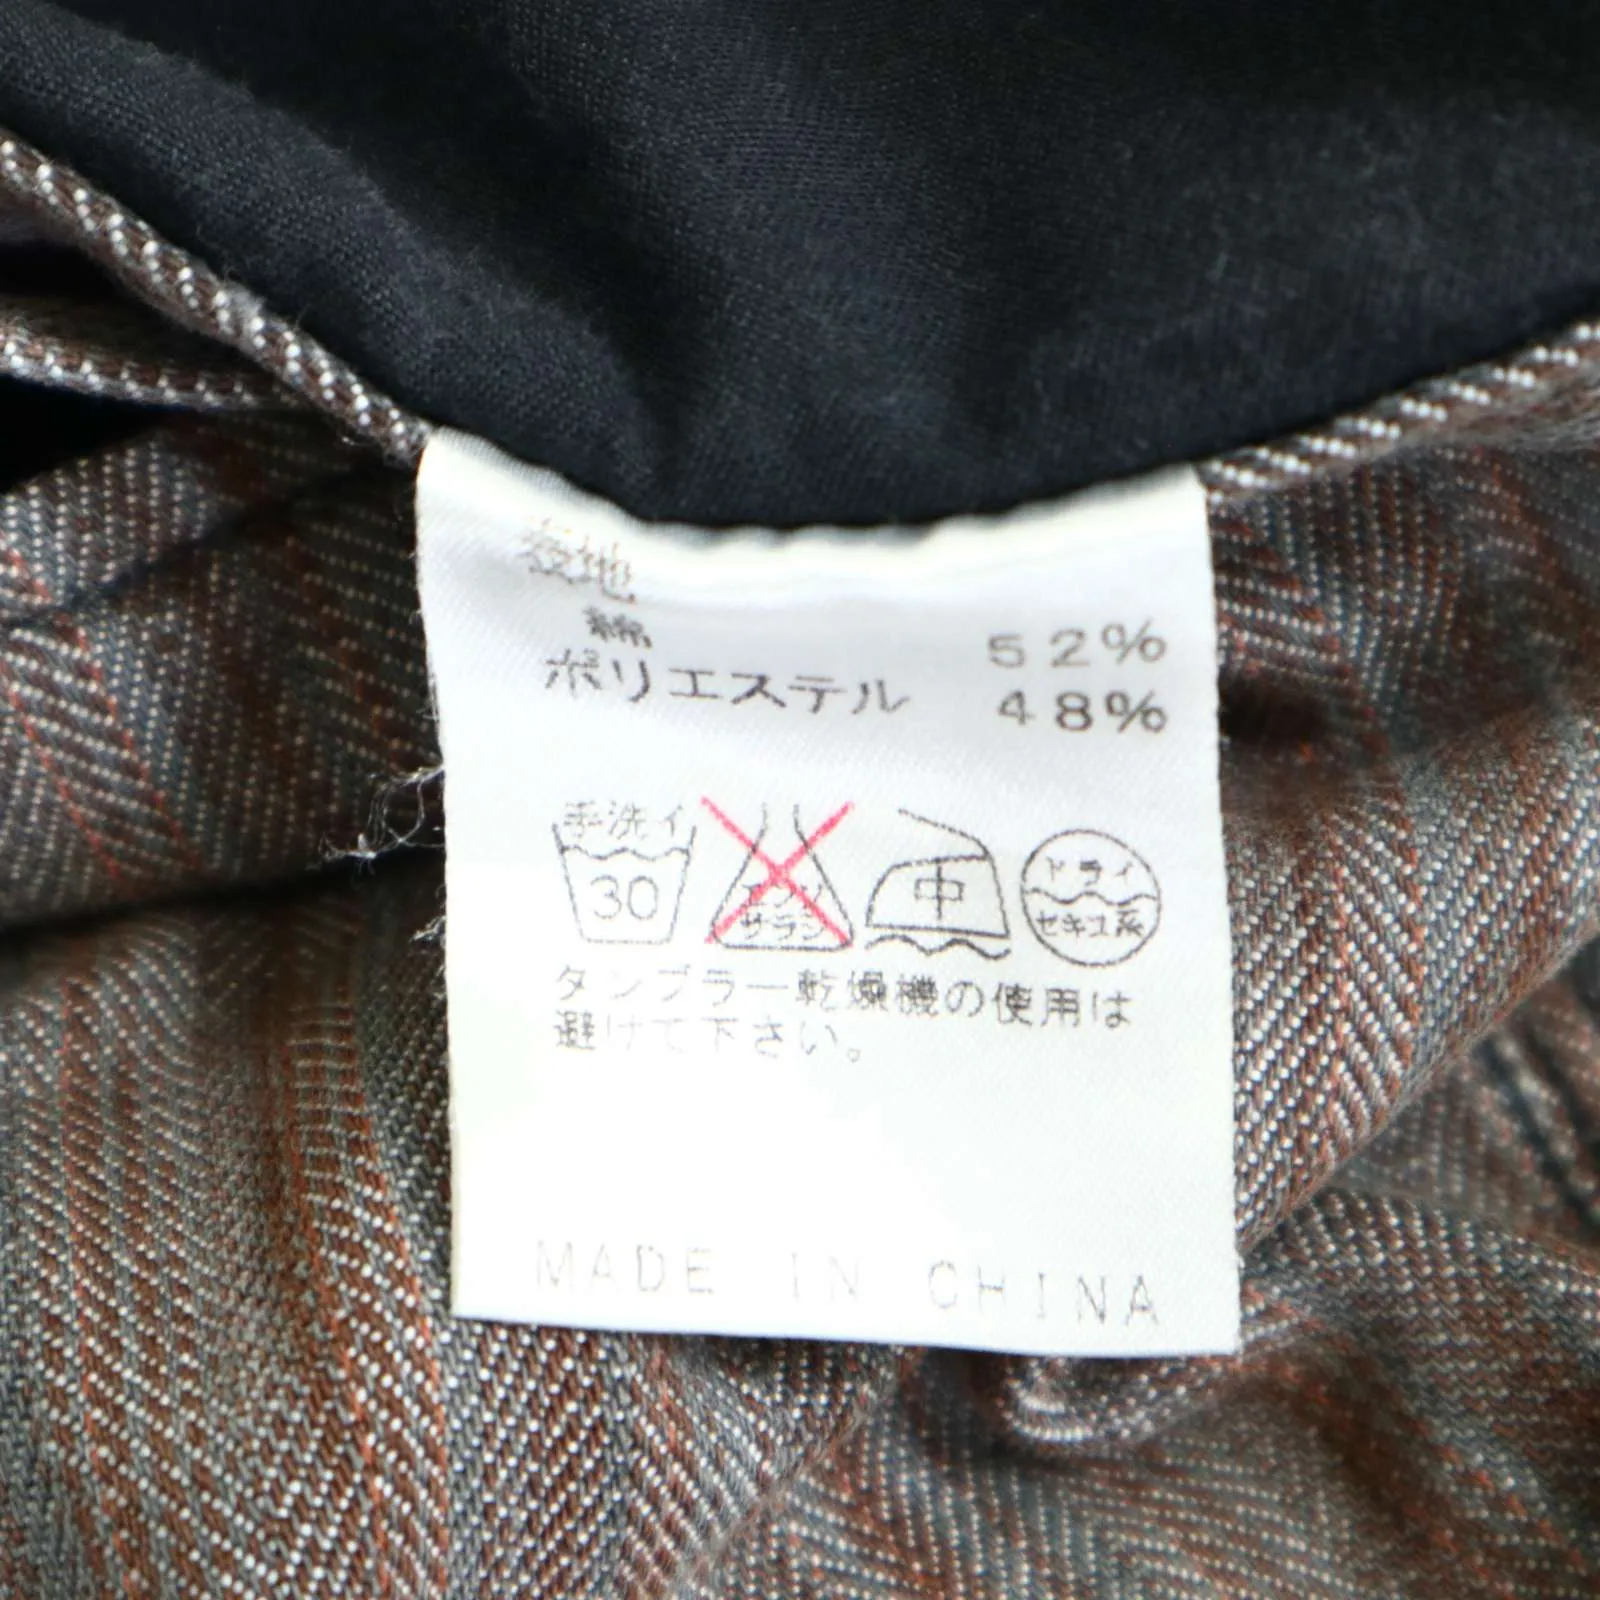 表地
綿 52%
ポリエステル 48%
手洗イ
30
エンソ
サラシ
中
ドライ
セキユ系
タンブラー乾燥機の使用は
避けて下さい。
MADE IN CHINA